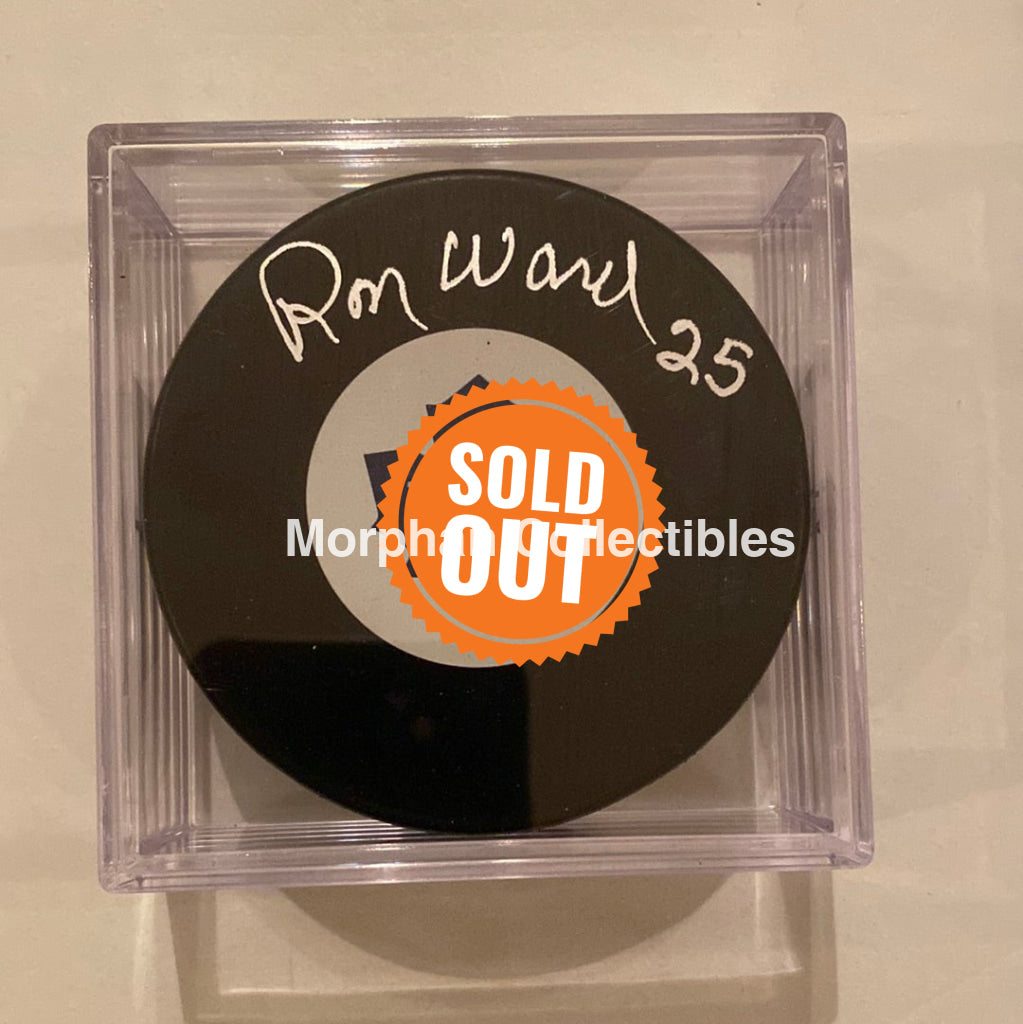 Ron Ward 25
SOLD
OUT
Morphan Collectibles